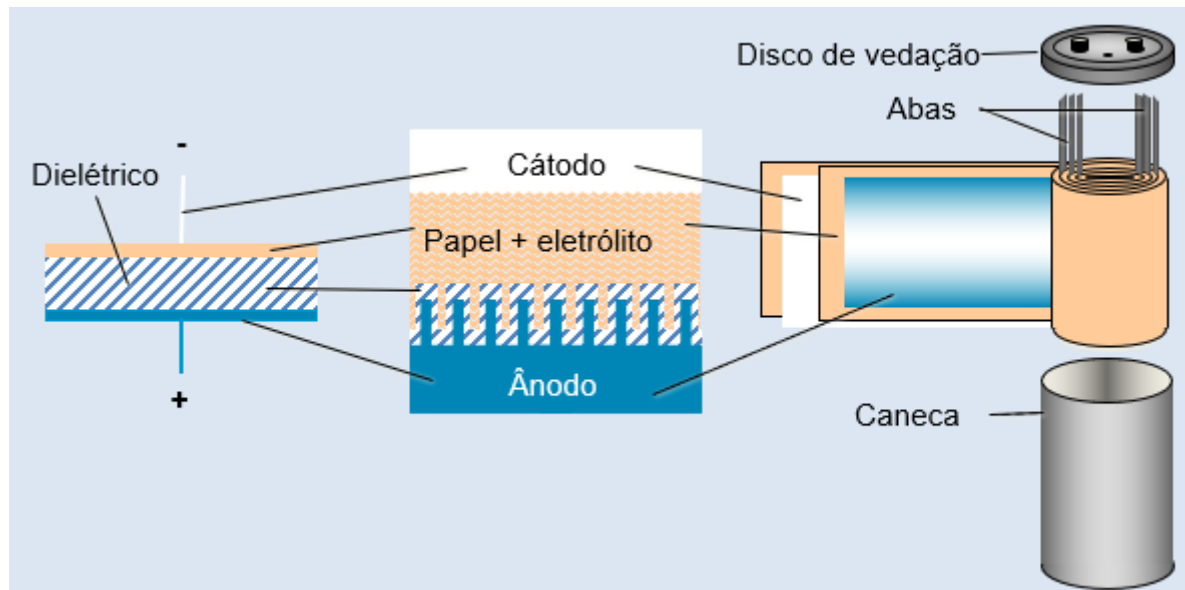 Disco de vedação
Abas
-
Dielétrico
Cátodo
Papel + eletrólito
Ânodo
+
Caneca